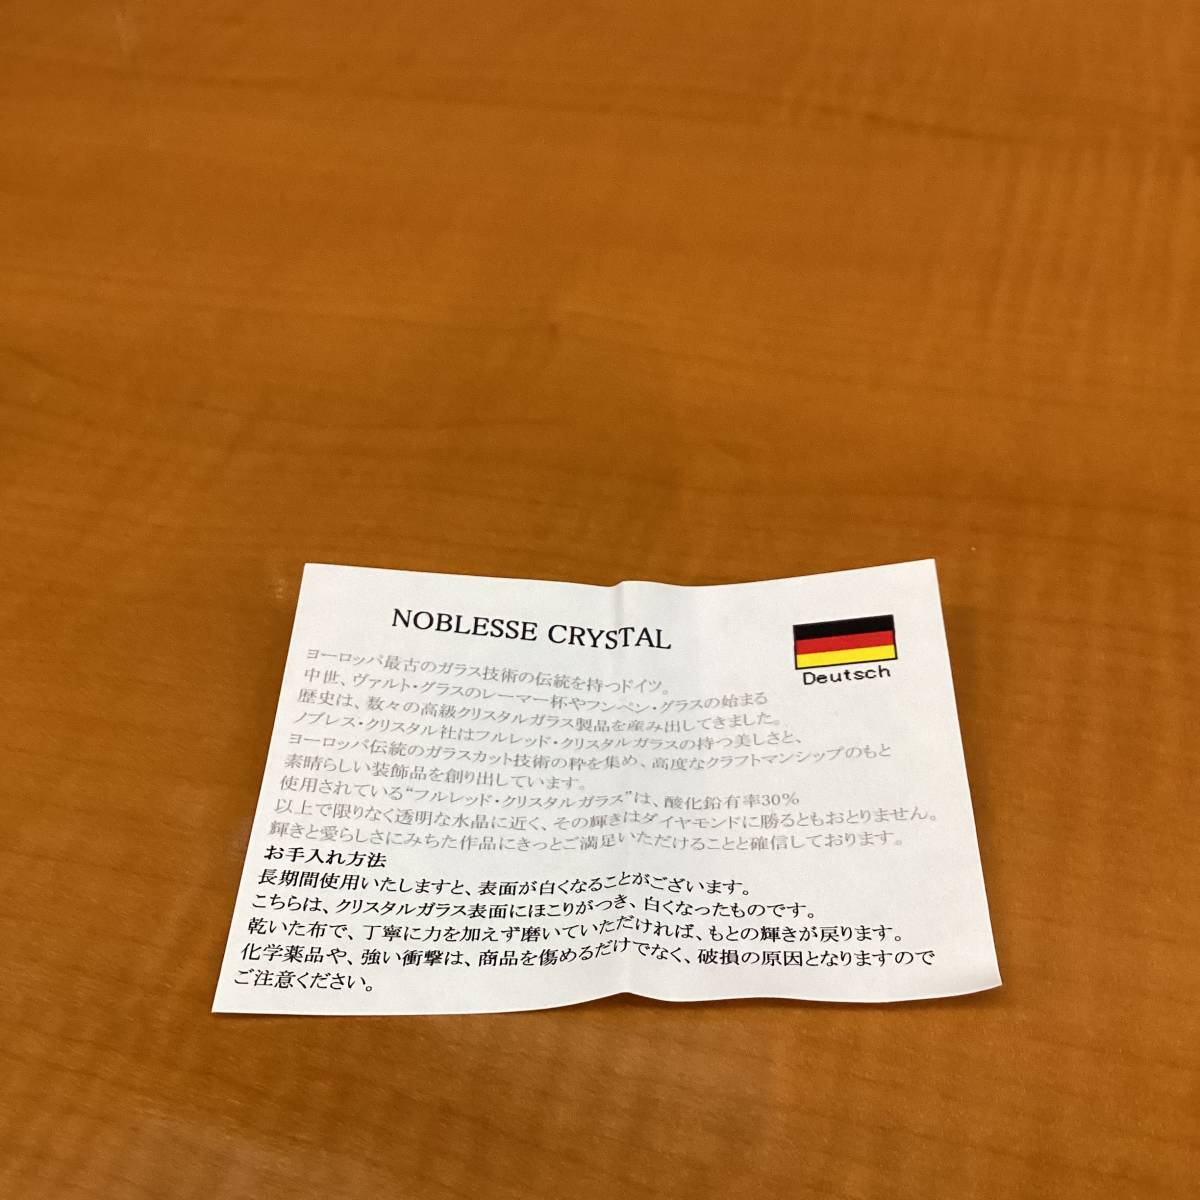 NOBLESSE CRYSTAL
Deutsch
ヨーロッパ最古のガラス技術の伝統を持つドイツ。
中世、ヴァルト・グラスのレーマー杯やフンペン・グラスの始まる
歴史は、数々の高級クリスタルガラス製品を産み出してきました。
ノブレス・クリスタル社はフルレッド・クリスタルガラスの持つ美しさと、
ヨーロッパ伝統のガラスカット技術の粋を集め、高度なクラフトマンシップのもと
素晴らしい装飾品を創り出しています。
使用されている“フルレッド・クリスタルガラス”は、酸化鉛有率30%
以上で限りなく透明な水晶に近く、その輝きはダイヤモンドに勝るともおとりません。
輝きと愛らしさにみちた作品にきっとご満足いただけることと確信しております。
お手入れ方法
長期間使用いたしますと、表面が白くなることがございます。
こちらは、クリスタルガラス表面にほこりがつき、白くなったものです。
乾いた布で、丁寧に力を加えず磨いていただければ、もとの輝きが戻ります。
化学薬品や、強い衝撃は、商品を傷めるだけでなく、破損の原因となりますので
ご注意ください。